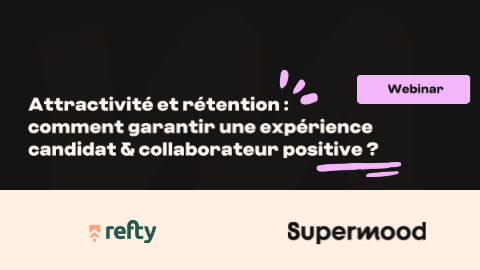 Webinar
Attractivité et rétention :
comment garantir une expérience
candidat & collaborateur positive ?
refty
Supermood